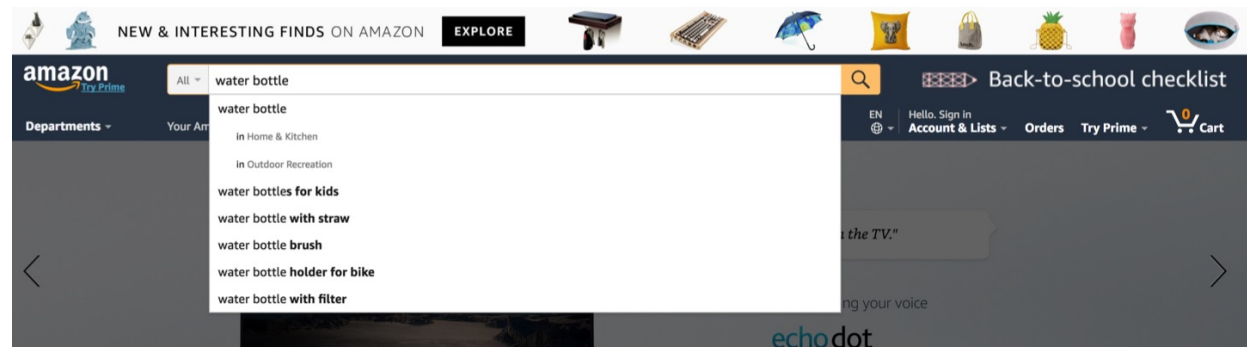 NEW & INTERESTING FINDS ON AMAZON EXPLORE
amazon
Try Prime
All
water bottle
Back-to-school checklist
Departments
Your Am
EN
Hello. Sign in
Account & Lists
Orders
Try Prime
0
Cart
water bottle
in Home & Kitchen
in Outdoor Recreation
water bottles for kids
water bottle with straw
water bottle brush
water bottle holder for bike
water bottle with filter
the TV."
ng your voice
echo dot